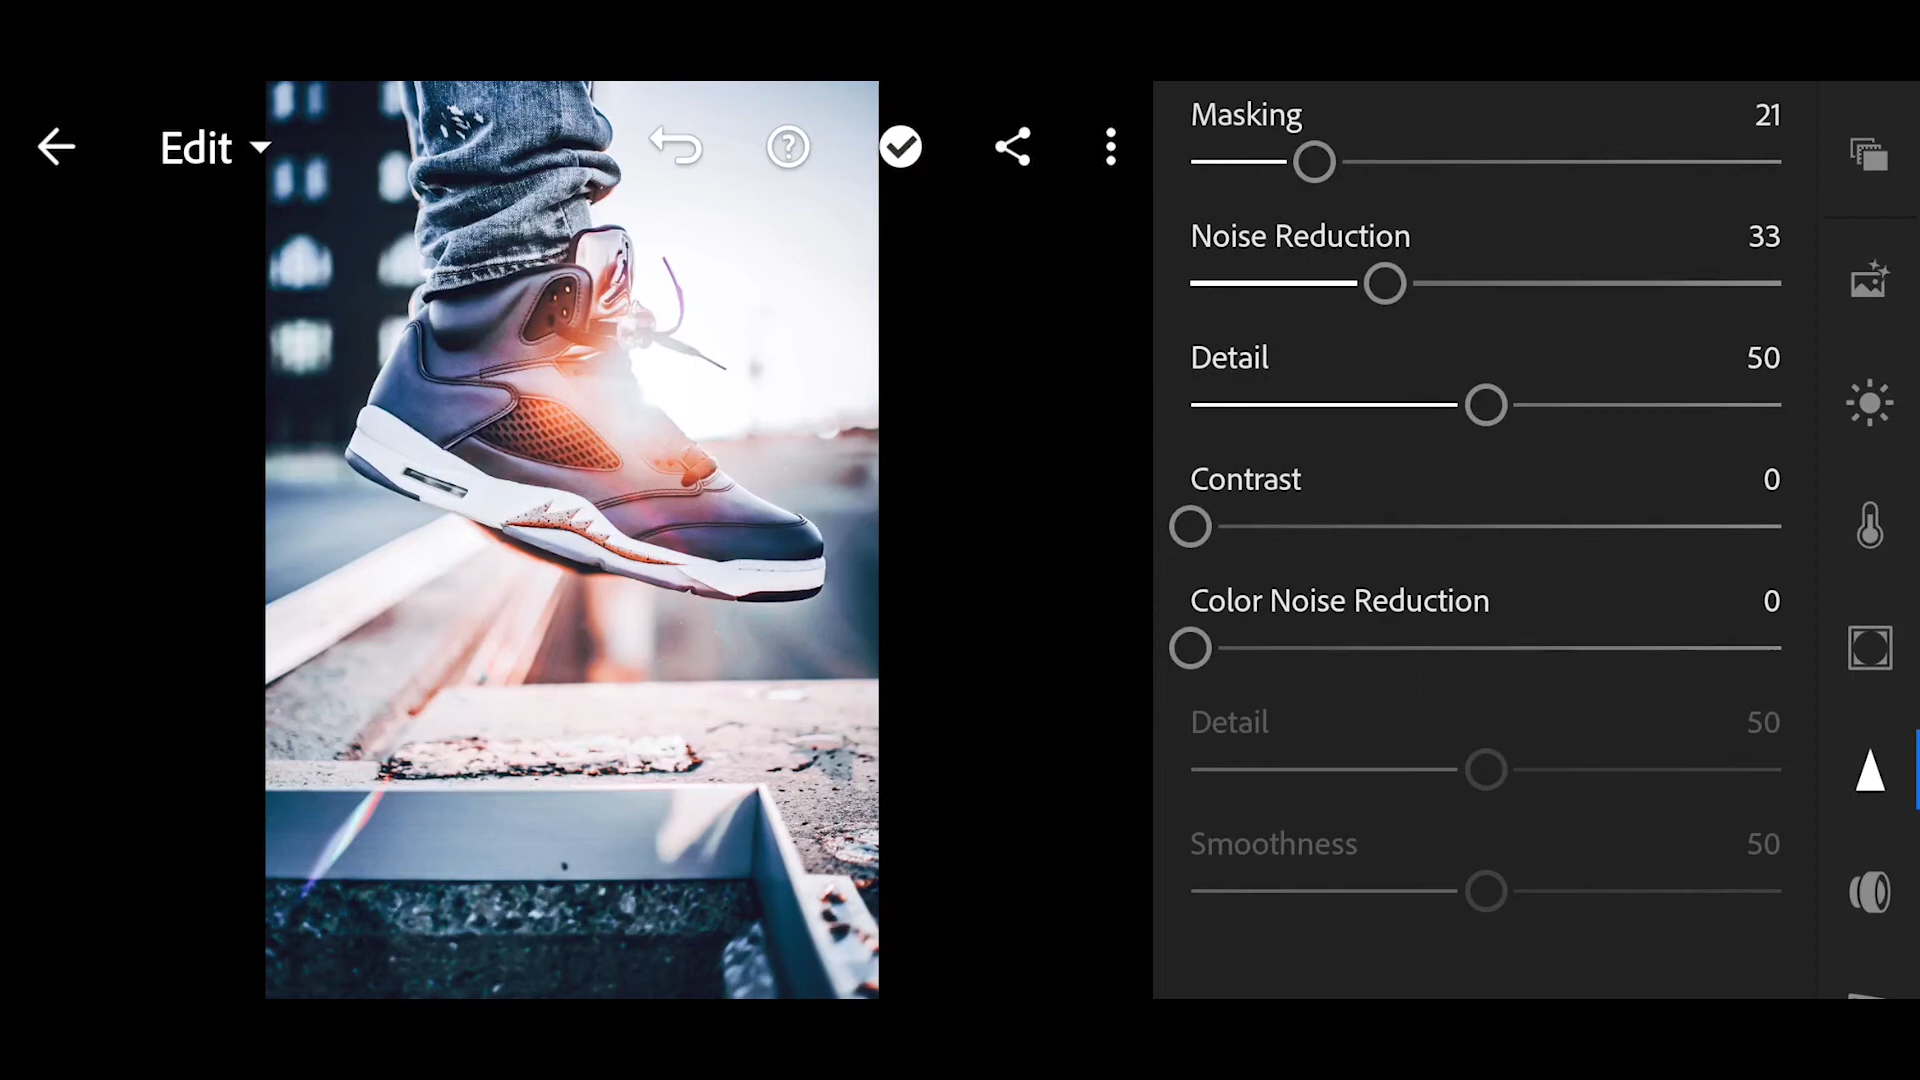 Edit
Masking 21
Noise Reduction 33
Detail 50
Contrast 0
Color Noise Reduction 0
Detail 50
Smoothness 50